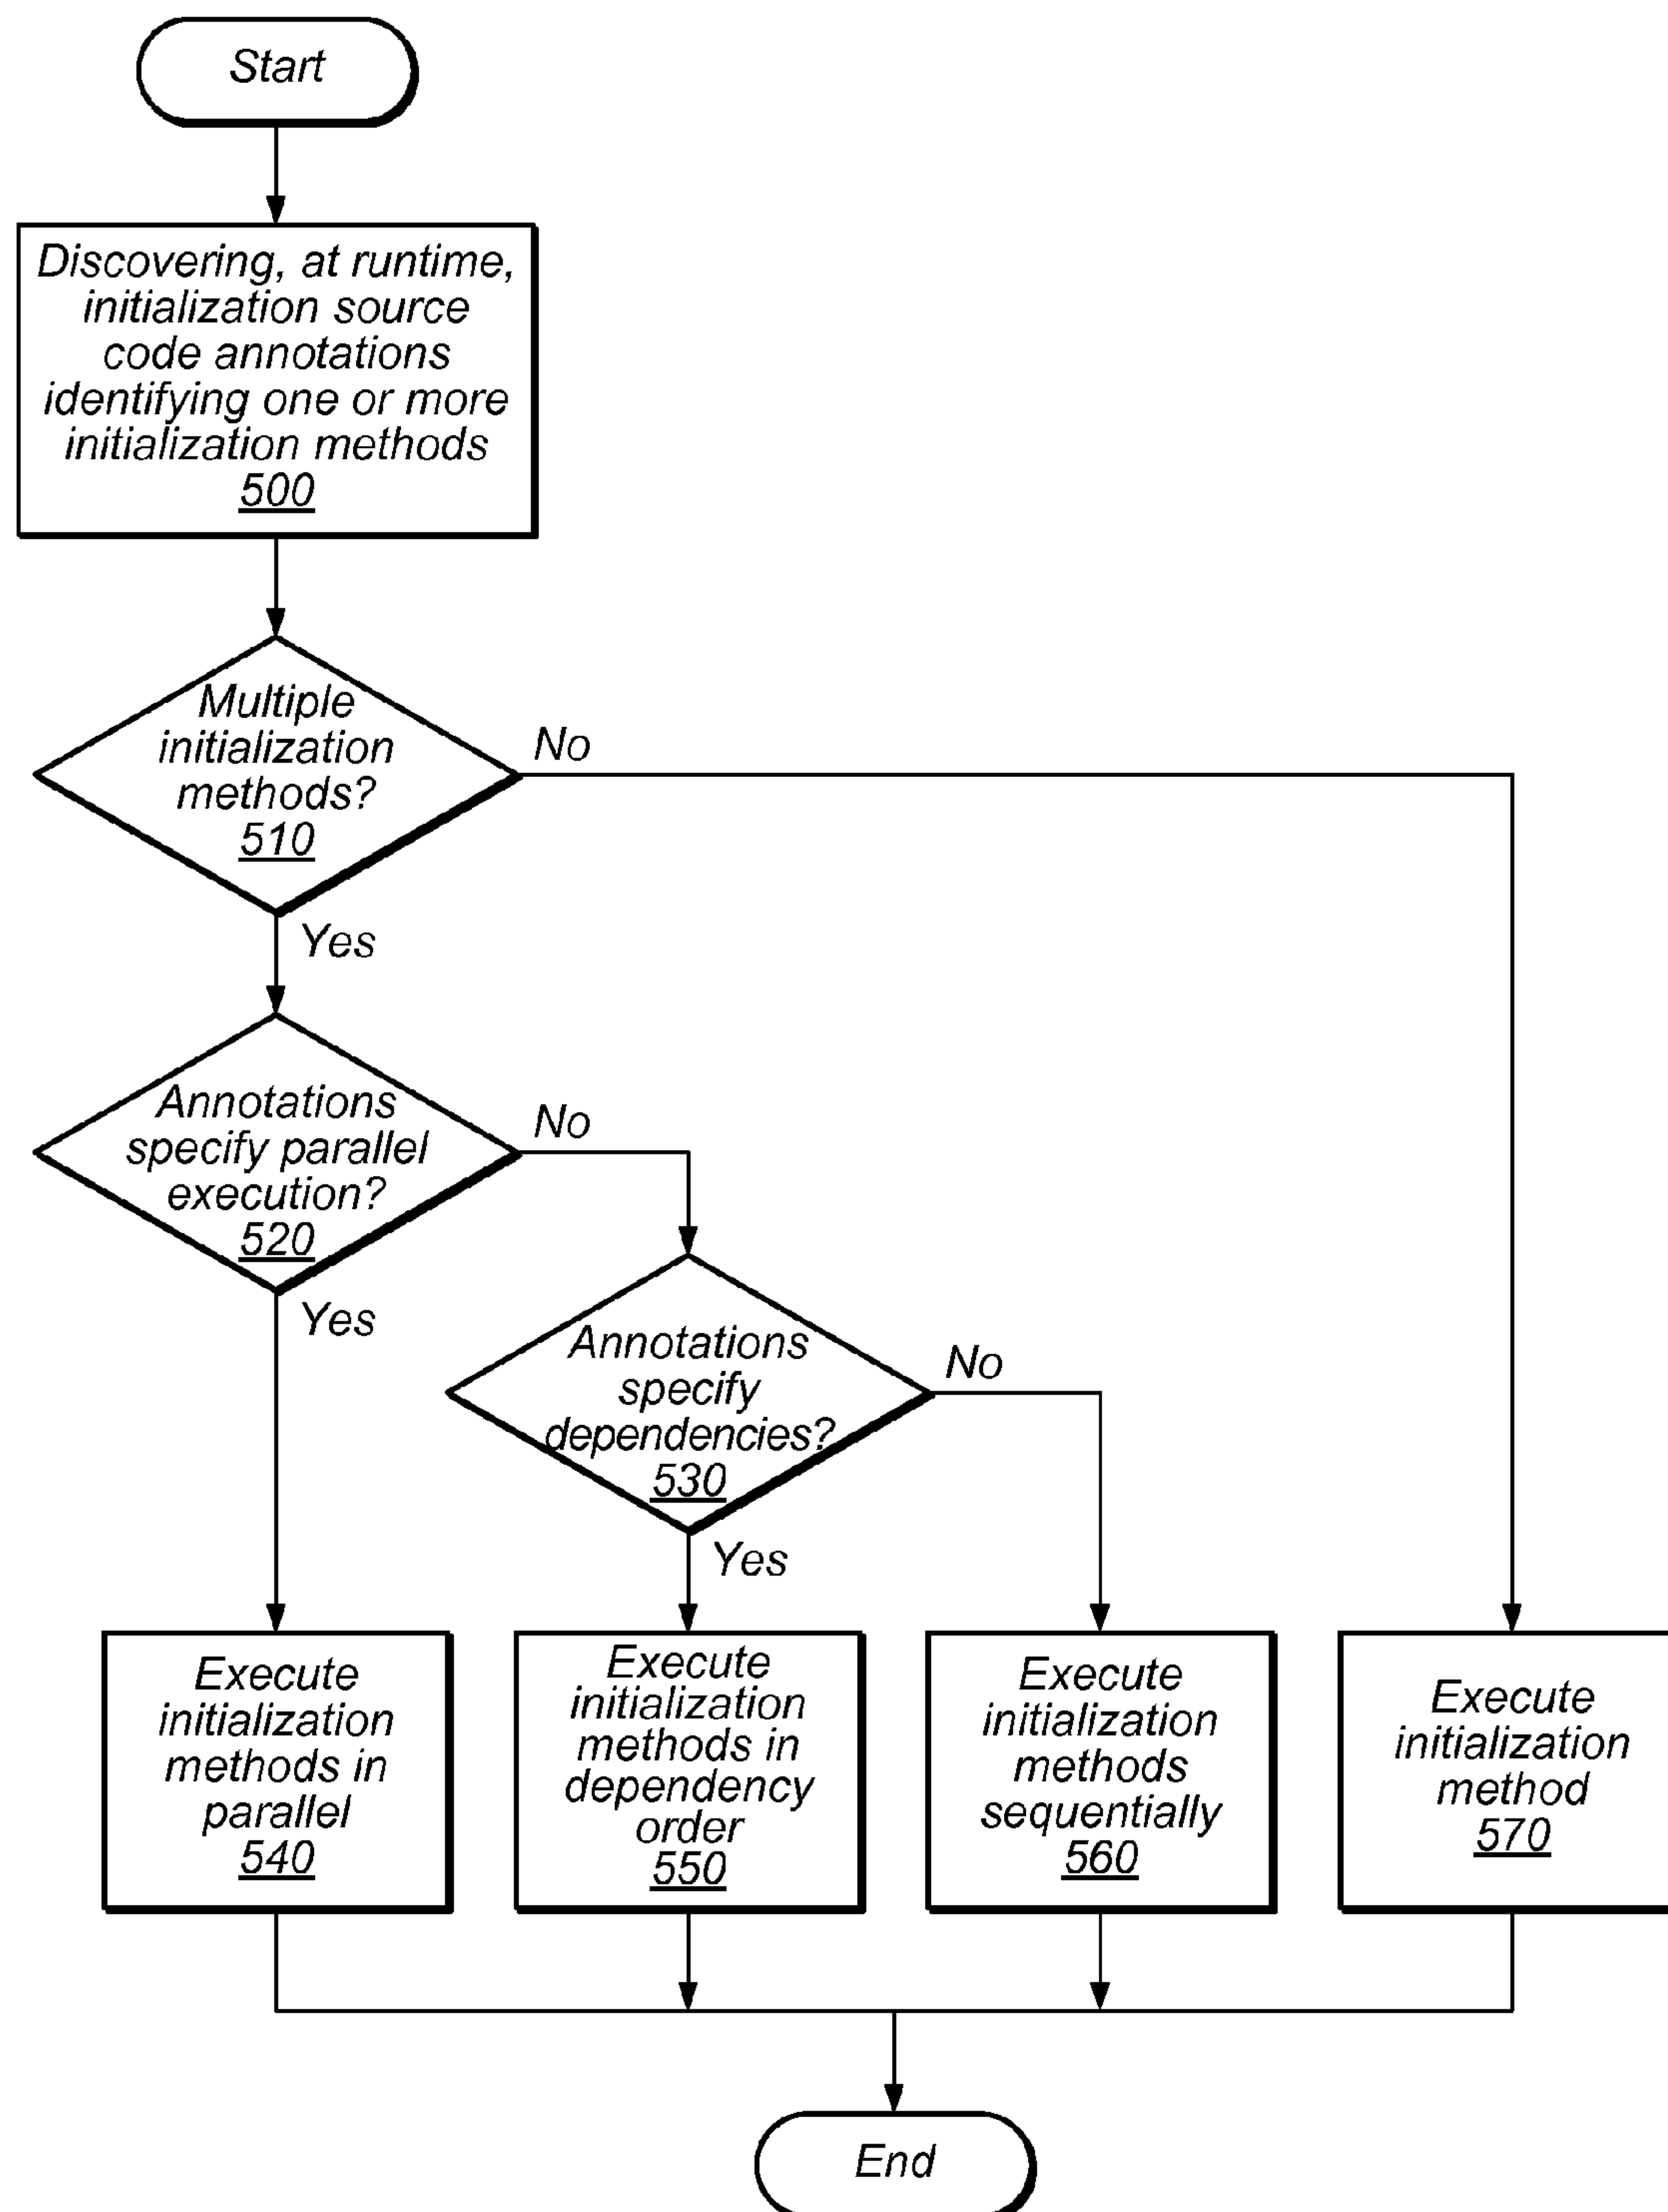 Start
Discovering, at runtime,
initialization source
code annotations
identifying one or more
initialization methods
500
Multiple
initialization
methods?
510
No
Yes
Annotations
specify parallel
execution?
520
No
Yes
Annotations
specify
dependencies?
530
No
Yes
Execute
initialization
methods in
parallel
540
Execute
initialization
methods in
dependency
order
550
Execute
initialization
methods
sequentially
560
Execute
initialization
method
570
End